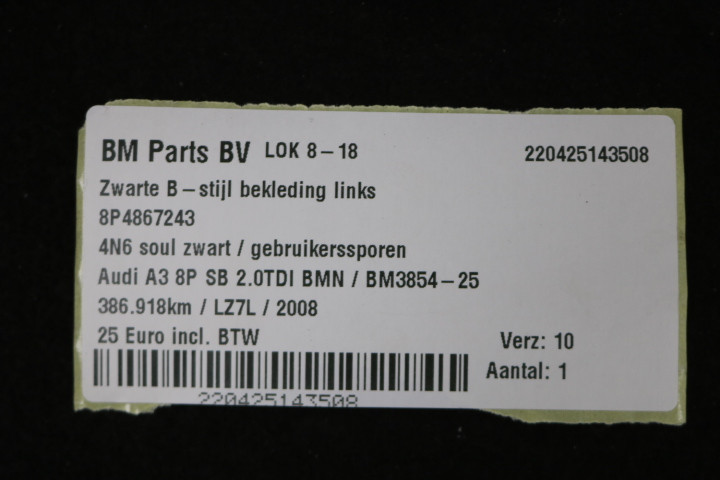 BM Parts BV LOK 8-18 220425143508
Zwarte B-stijl bekleding links
8P4867243
4N6 soul zwart / gebruikerssporen
Audi A3 8P SB 2.0TDI BMN / BM3854-25
386.918km / LZ7L / 2008
25 Euro incl. BTW Verz: 10
Aantal: 1
220425143508